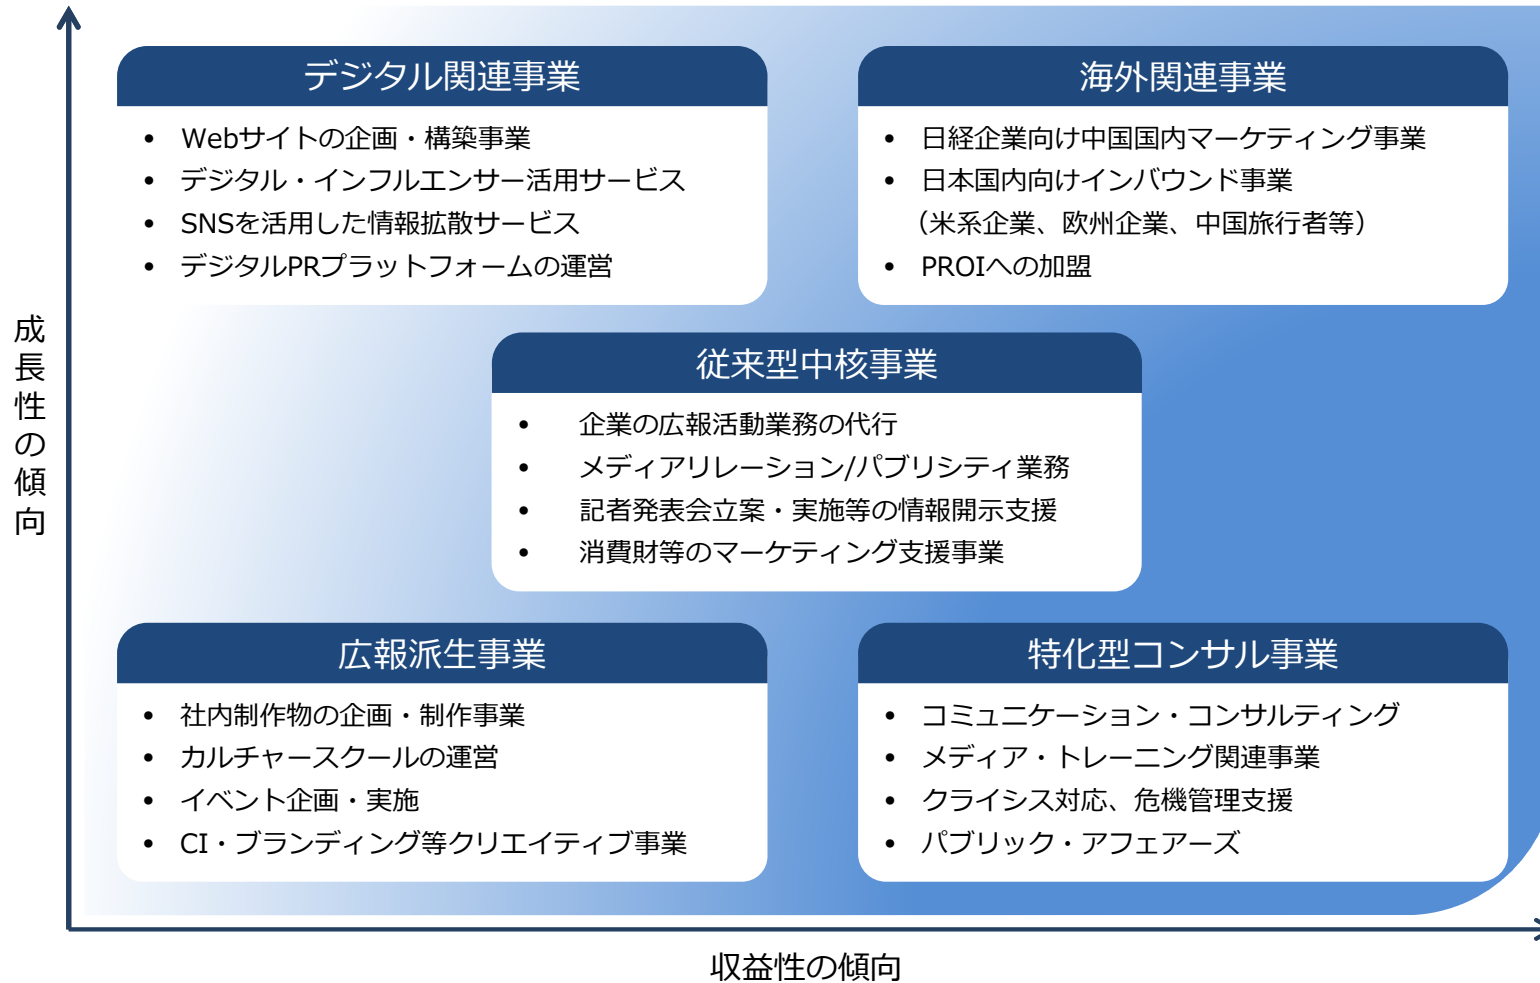 デジタル関連事業
• Webサイトの企画・構築事業
• デジタル・インフルエンサー活用サービス
• SNSを活用した情報拡散サービス
• デジタルPRプラットフォームの運営
海外関連事業
• 日経企業向け中国国内マーケティング事業
• 日本国内向けインバウンド事業
（米系企業、欧州企業、中国旅行者等）
• PROIへの加盟
成長性の傾向
従来型中核事業
• 企業の広報活動業務の代行
• メディアリレーション/パブリシティ業務
• 記者発表会立案・実施等の情報開示支援
• 消費財等のマーケティング支援事業
広報派生事業
• 社内制作物の企画・制作事業
• カルチャースクールの運営
• イベント企画・実施
• CI・ブランディング等クリエイティブ事業
特化型コンサル事業
• コミュニケーション・コンサルティング
• メディア・トレーニング関連事業
• クライシス対応、危機管理支援
• パブリック・アフェアーズ
収益性の傾向